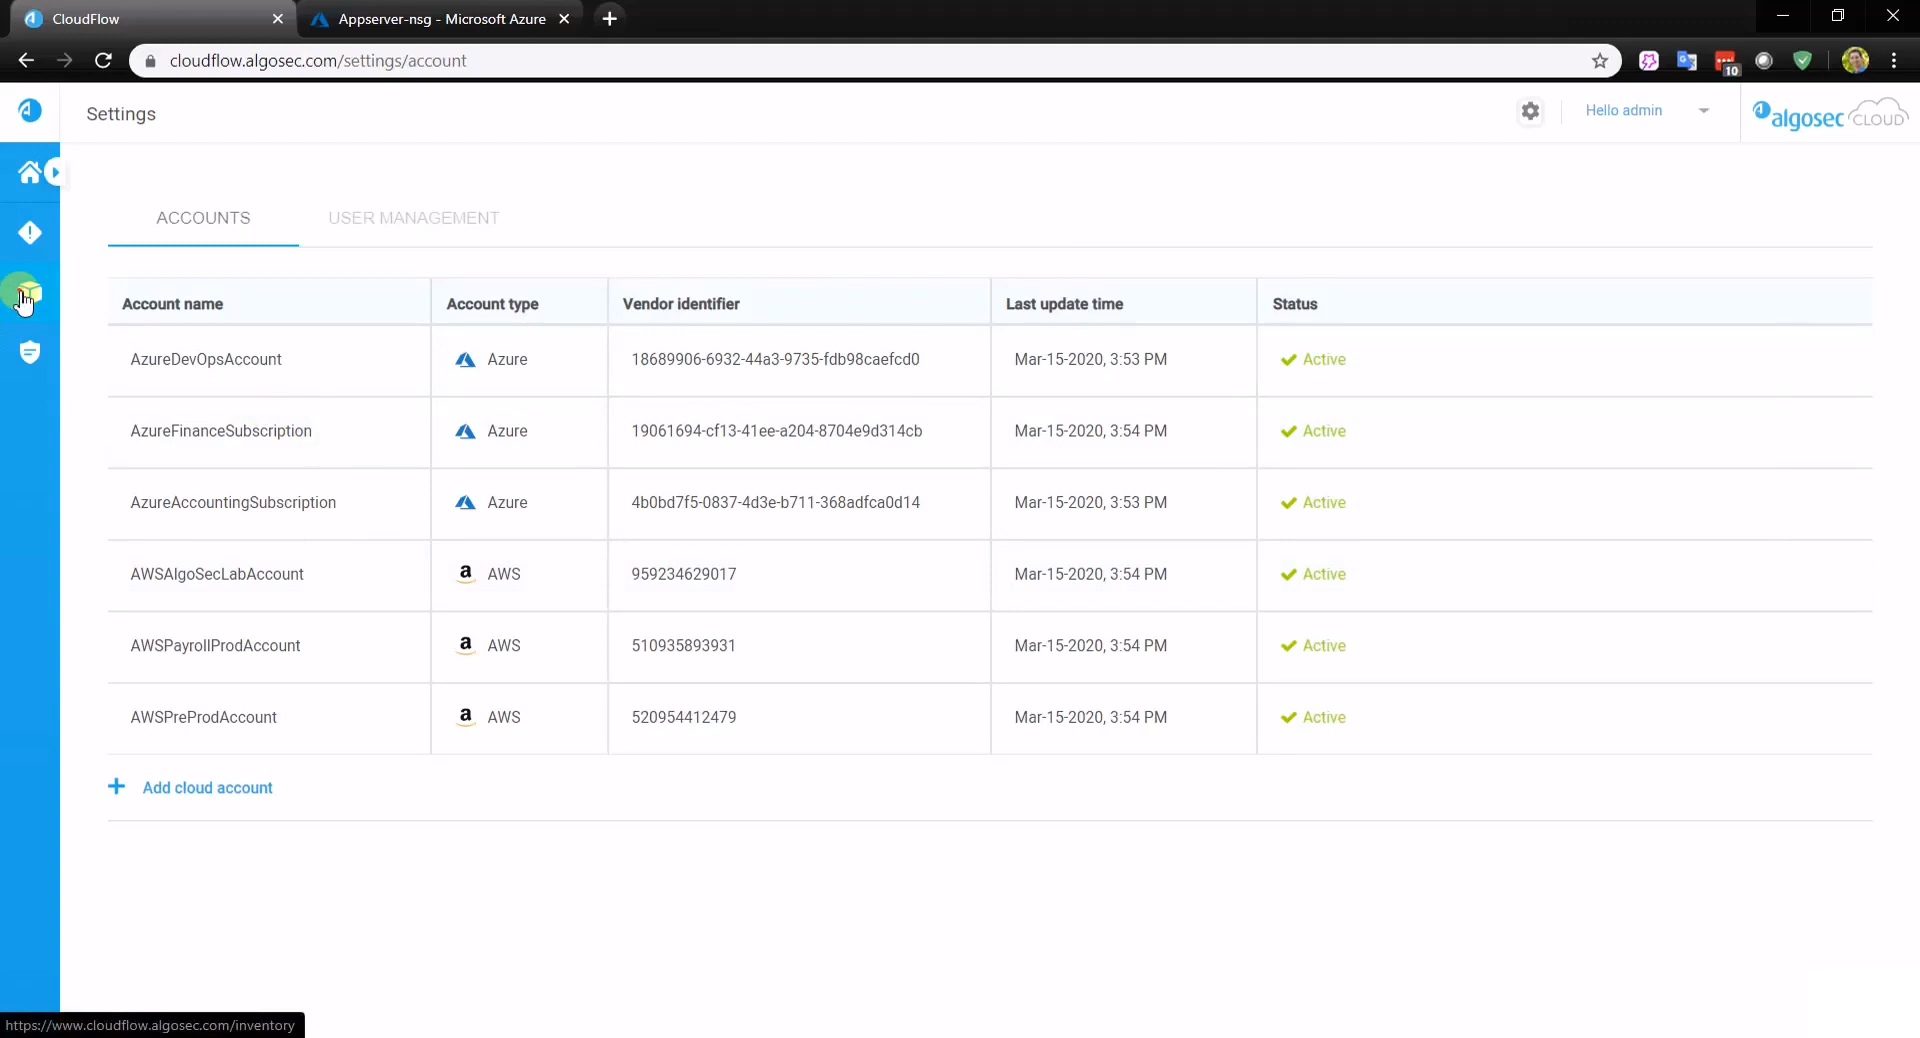 CloudFlow
Appserver-nsg - Microsoft Azure
cloudflow.algosec.com/settings/account
10
Settings
Hello admin
algosec CLOUD
ACCOUNTS
USER MANAGEMENT
Account name Account type Vendor identifier Last update time Status
AzureDevOpsAccount Azure 18689906-6932-44a3-9735-fdb98caefcd0 Mar-15-2020, 3:53 PM Active
AzureFinanceSubscription Azure 19061694-cf13-41ee-a204-8704e9d314cb Mar-15-2020, 3:54 PM Active
AzureAccountingSubscription Azure 4b0bd7f5-0837-4d3e-b711-368adfca0d14 Mar-15-2020, 3:53 PM Active
AWSAlgoSecLabAccount a AWS 959234629017 Mar-15-2020, 3:54 PM Active
AWSPayrollProdAccount a AWS 510935893931 Mar-15-2020, 3:54 PM Active
AWSPreProdAccount a AWS 520954412479 Mar-15-2020, 3:54 PM Active
Add cloud account
https://www.cloudflow.algosec.com/inventory